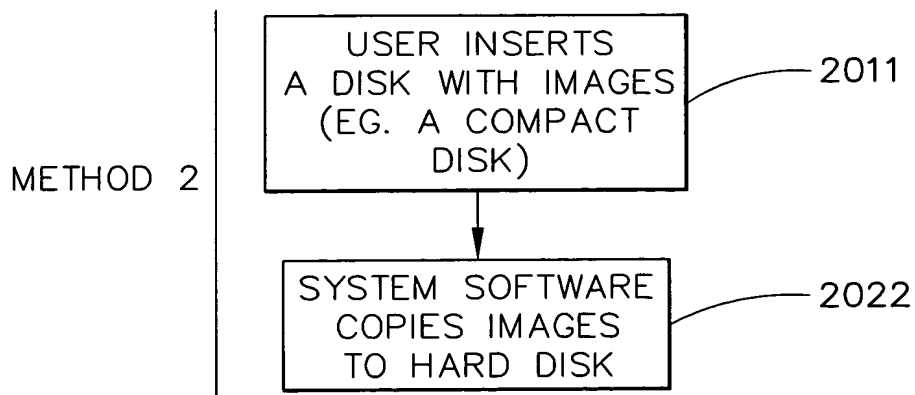 METHOD 2
USER INSERTS
A DISK WITH IMAGES
(EG. A COMPACT
DISK)
2011
SYSTEM SOFTWARE
COPIES IMAGES
TO HARD DISK
2022